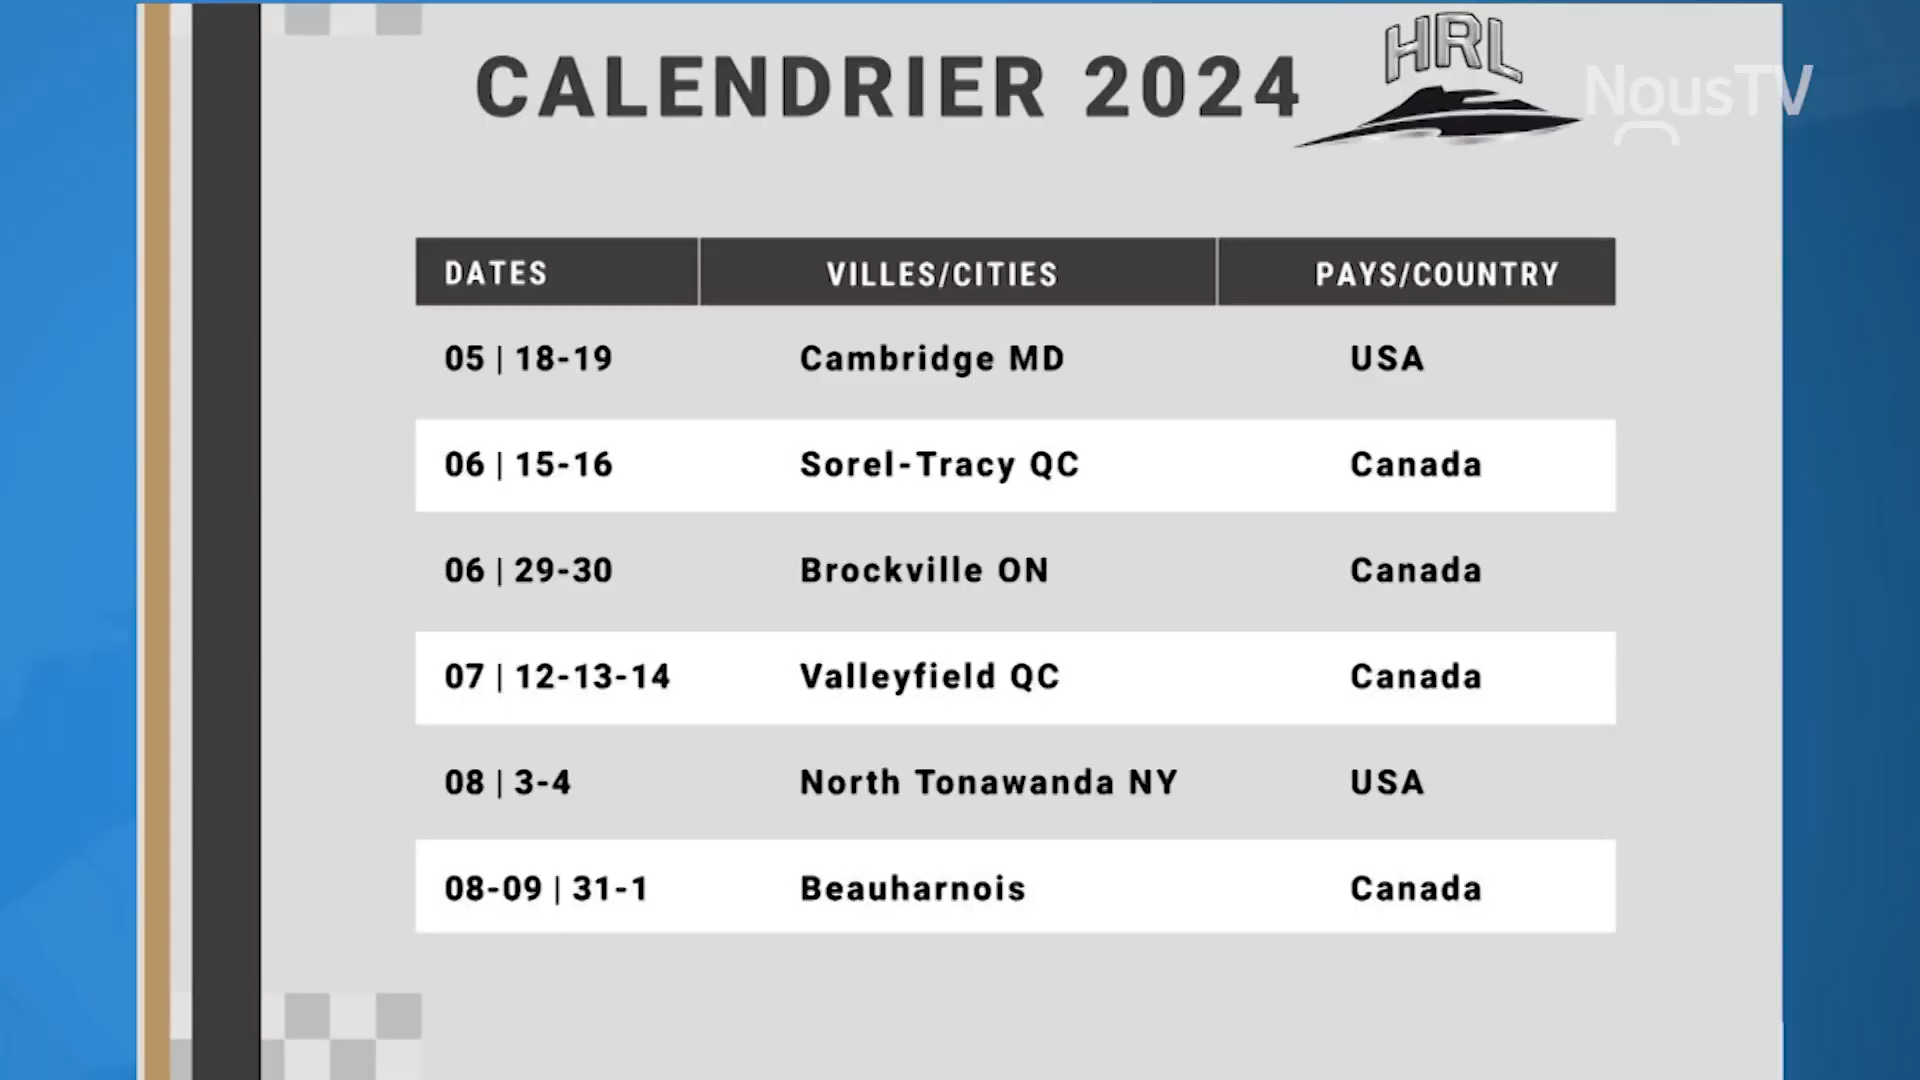 HRL
CALENDRIER 2024
NousTV
DATES VILLES/CITIES PAYS/COUNTRY
05 | 18-19 Cambridge MD USA
06 | 15-16 Sorel-Tracy QC Canada
06 | 29-30 Brockville ON Canada
07 | 12-13-14 Valleyfield QC Canada
08 | 3-4 North Tonawanda NY USA
08-09 | 31-1 Beauharnois Canada